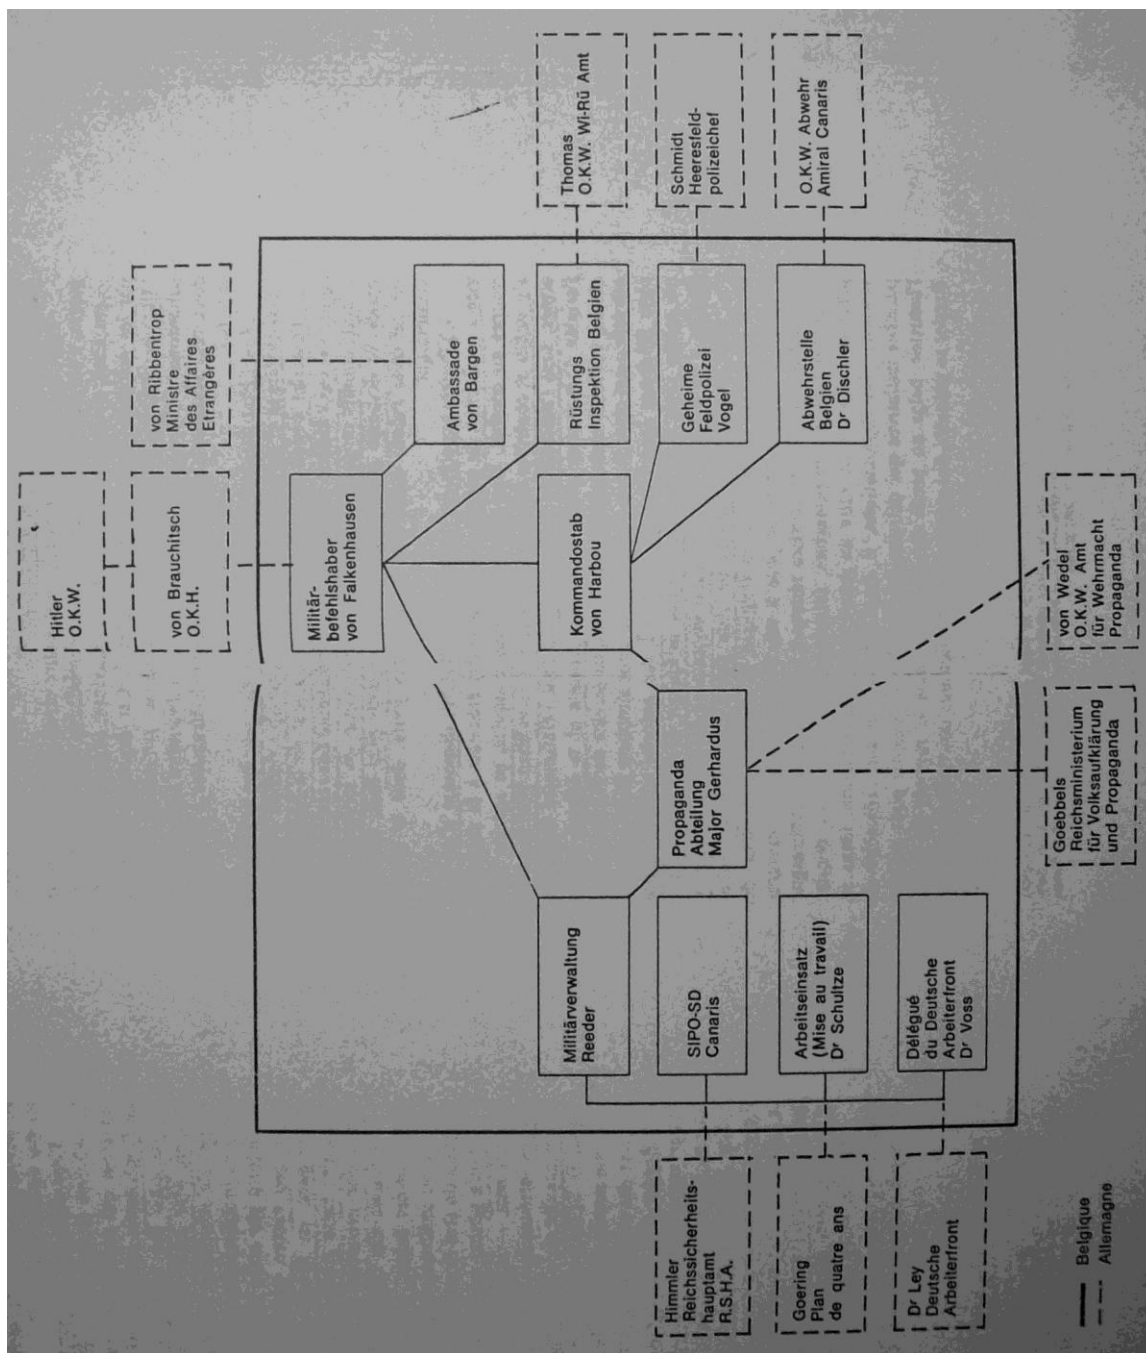 Hitler
O.K.W.
von Brauchitsch
O.K.H.
von Ribbentrop
Ministre
des Affaires
Etrangères
Militär-
befehlshaber
von Falkenhausen
Ambassade
von Bargen
Himmler
Reichssicherheits-
hauptamt
R.S.H.A.
Goering
Plan
de quatre ans
Dr Ley
Deutsche
Arbeiterfront
Militärverwaltung
Reeder
SIPO-SD
Canaris
Arbeitseinsatz
(Mise au travail)
Dr Schultze
Délégué
du Deutsche
Arbeiterfront
Dr Voss
Propaganda
Abteilung
Major Gerhardus
Kommandostab
von Harbou
Rüstungs
Inspektion Belgien
Geheime
Feldpolizei
Vogel
Abwehrstelle
Belgien
Dr Dischler
Thomas
O.K.W. Wi-Rü Amt
Schmidt
Heeresfeld-
polizeichef
O.K.W. Abwehr
Amiral Canaris
Goebbels
Reichsministerium
für Volksaufklärung
und Propaganda
von Wedel
O.K.W. Amt
für Wehrmacht
Propaganda
Belgique
Allemagne